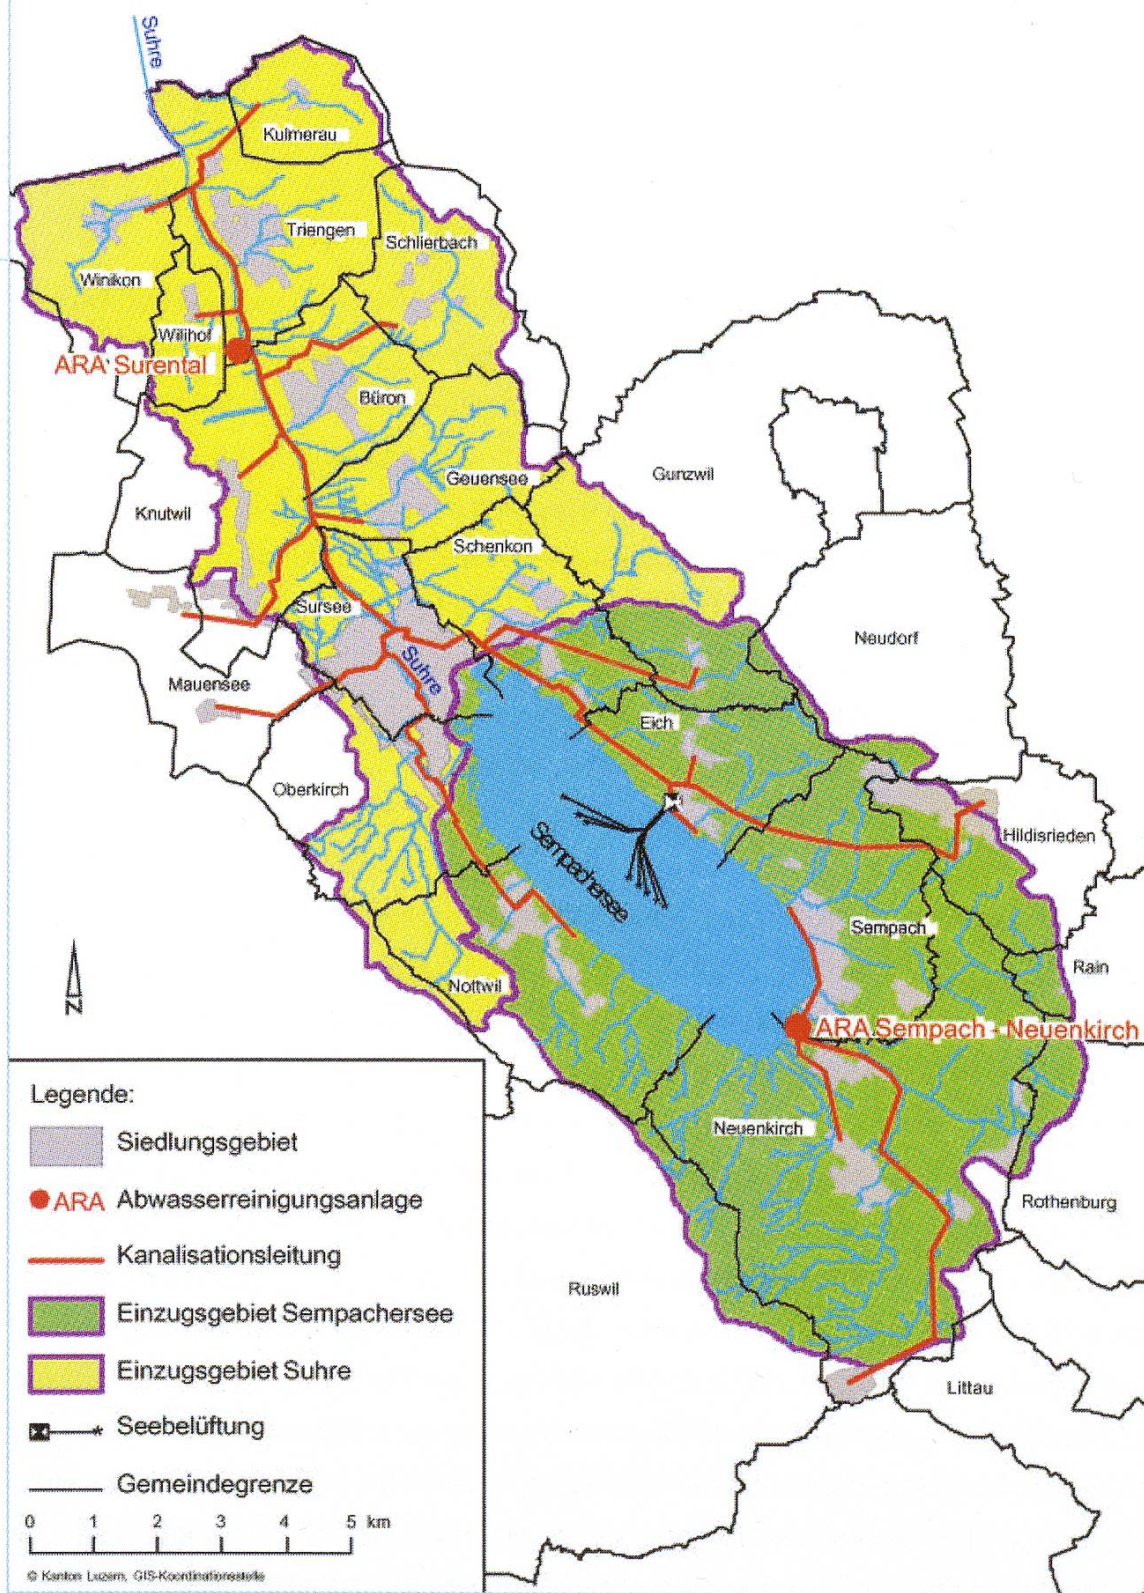 Suhre
Kulmerau
Triengen
Schlierbach
Winikon
Wilihof
ARA Surental
Büron
Geuensee
Gunzwil
Knutwil
Schenkon
Sursee
Neudorf
Suhre
Mauensee
Eich
Oberkirch
Hildisrieden
Sempachersee
Sempach
Rain
Nottwil
N
ARA Sempach - Neuenkirch
Neuenkirch
Rothenburg
Ruswil
Littau
Legende:
Siedlungsgebiet
ARA Abwasserreinigungsanlage
Kanalisationsleitung
Einzugsgebiet Sempachersee
Einzugsgebiet Suhre
Seebelüftung
Gemeindegrenze
0 1 2 3 4 5 km
© Kanton Luzern, GIS-Koordinationsstelle